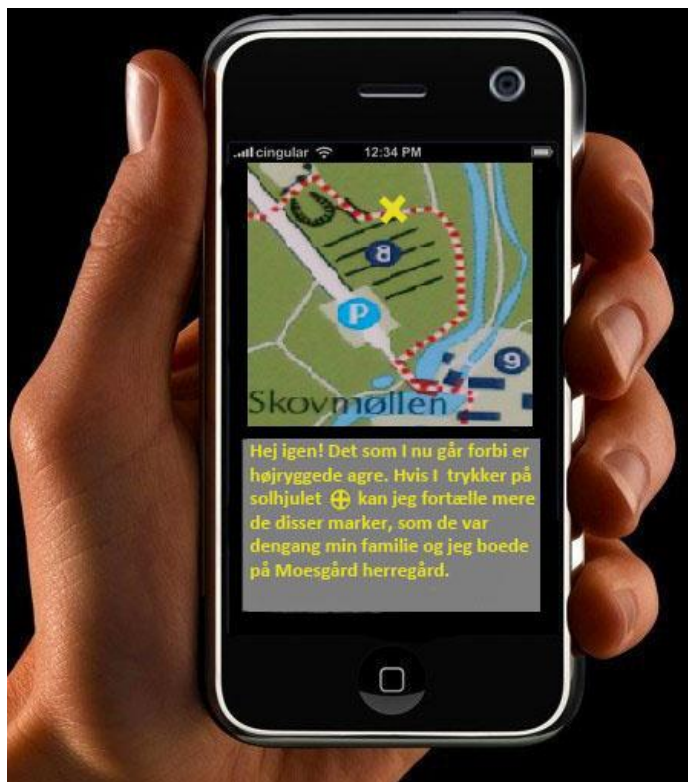 cingular 12:34 PM
8
P
9
Skovmøllen
Hej igen! Det som I nu går forbi er
højryggede agre. Hvis I trykker på
solhjulet kan jeg fortælle mere
de disser marker, som de var
dengang min familie og jeg boede
på Moesgård herregård.